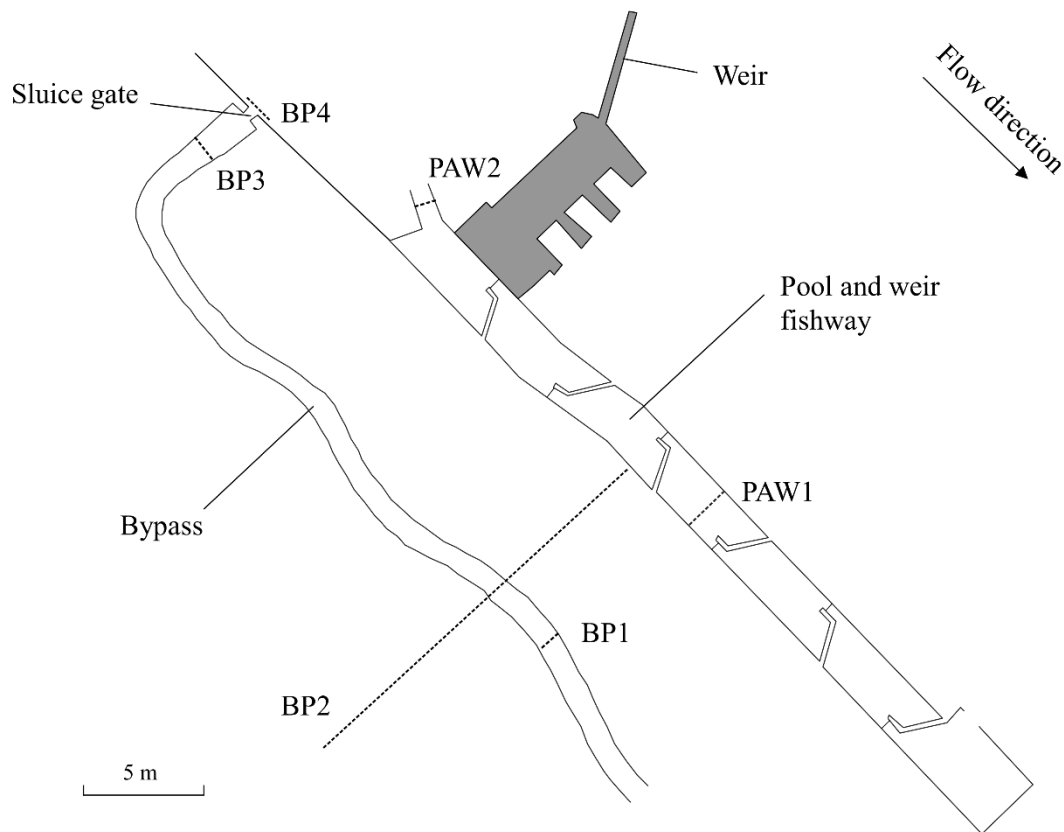 Sluice gate
BP4
BP3
Weir
Flow direction
PAW2
Pool and weir
fishway
PAW1
Bypass
BP1
BP2
5 m